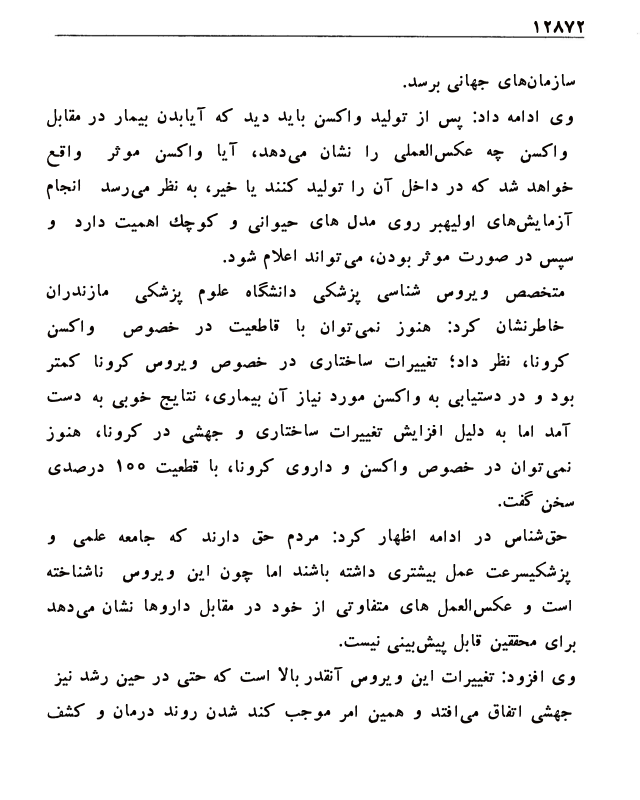 ۱۲۸۷۲
سازمان‌های جهانی برسد.
وی ادامه داد: پس از تولید واکسن باید دید که آیابدن بیمار در مقابل
واکسن چه عکس‌العملی را نشان می‌دهد، آیا واکسن موثر واقع
خواهد شد که در داخل آن را تولید کنند یا خیر، به نظر می‌رسد انجام
آزمایش‌های اولیهبر روی مدل های حیوانی و کوچك اهمیت دارد و
سپس در صورت موثر بودن، می‌تواند اعلام شود.
متخصص ویروس شناسی پزشکی دانشگاه علوم پزشکی مازندران
خاطرنشان کرد: هنوز نمی‌توان با قاطعیت در خصوص واکسن
کرونا، نظر داد؛ تغییرات ساختاری در خصوص ویروس کرونا کمتر
بود و در دستیابی به واکسن مورد نیاز آن بیماری، نتایج خوبی به دست
آمد اما به دلیل افزایش تغییرات ساختاری و جهشی در کرونا، هنوز
نمی‌توان در خصوص واکسن و داروی کرونا، با قطعیت ۱۰۰ درصدی
سخن گفت.
حق‌شناس در ادامه اظهار کرد: مردم حق دارند که جامعه علمی و
پزشکیسرعت عمل بیشتری داشته باشند اما چون این ویروس ناشناخته
است و عکس‌العمل های متفاوتی از خود در مقابل داروها نشان می‌دهد
برای محققین قابل پیش‌بینی نیست.
وی افزود: تغییرات این ویروس آنقدر بالا است که حتی در حین رشد نیز
جهشی اتفاق می‌افتد و همین امر موجب کند شدن روند درمان و کشف